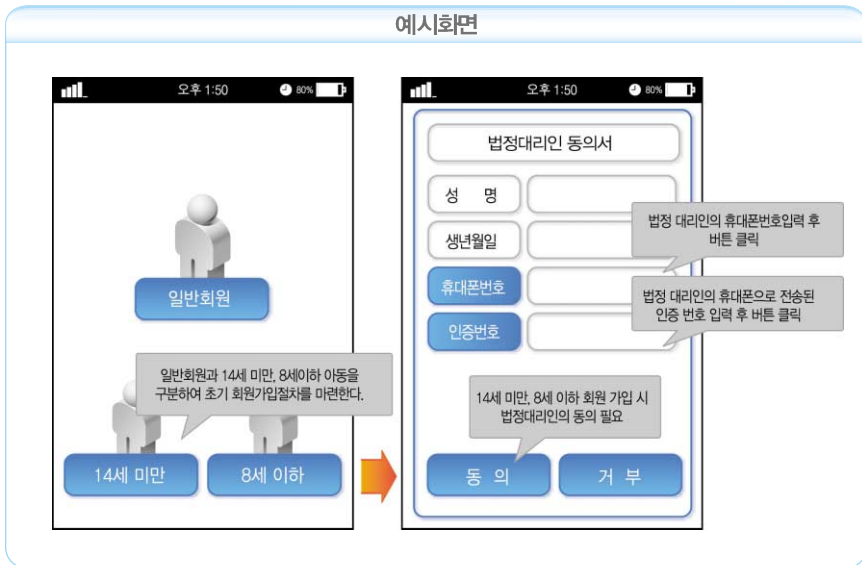 예시화면
오후 1:50
80%
일반회원
일반회원과 14세 미만, 8세이하 아동을
구분하여 초기 회원가입절차를 마련한다.
14세 미만
8세 이하
오후 1:50
80%
법정대리인 동의서
성 명
생년월일
법정 대리인의 휴대폰번호입력 후
버튼 클릭
휴대폰번호
법정 대리인의 휴대폰으로 전송된
인증 번호 입력 후 버튼 클릭
인증번호
14세 미만, 8세 이하 회원 가입 시
법정대리인의 동의 필요
동 의
거 부